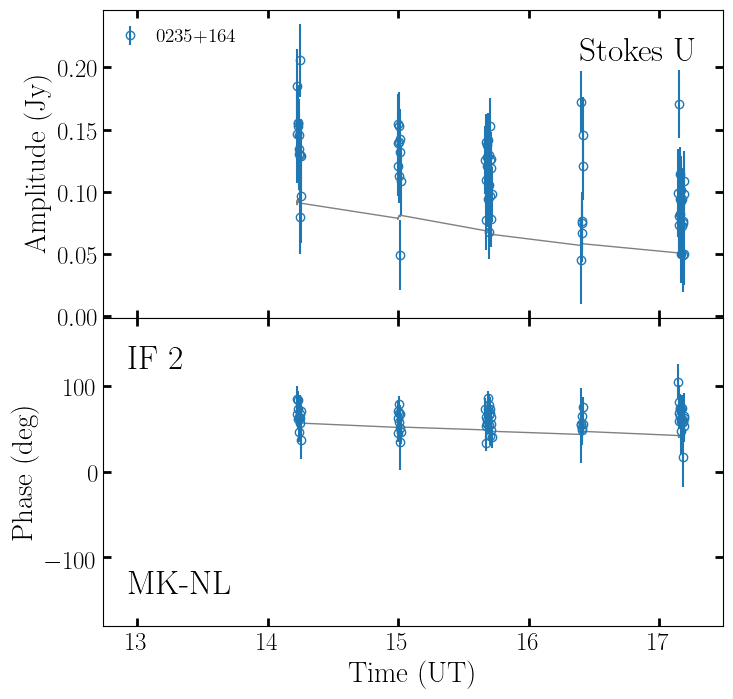 0235+164
Stokes U
0.20
0.15
0.10
0.05
0.00
Amplitude (Jy)
IF 2
100
0
−100
Phase (deg)
MK-NL
13 14 15 16 17
Time (UT)